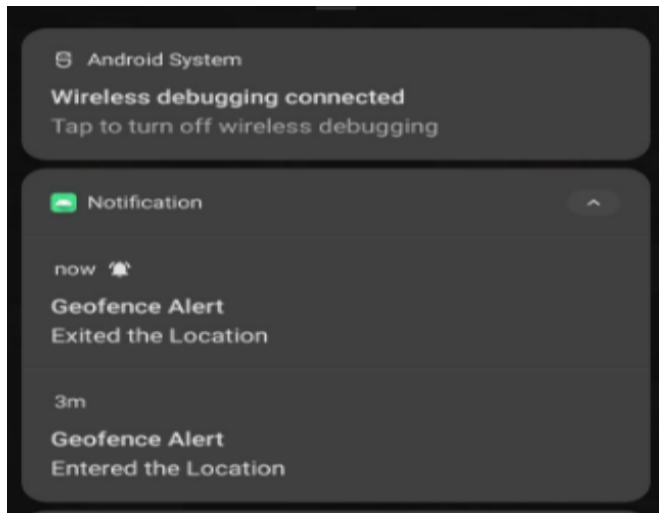 Android System
Wireless debugging connected
Tap to turn off wireless debugging
Notification
now
Geofence Alert
Exited the Location
3m
Geofence Alert
Entered the Location